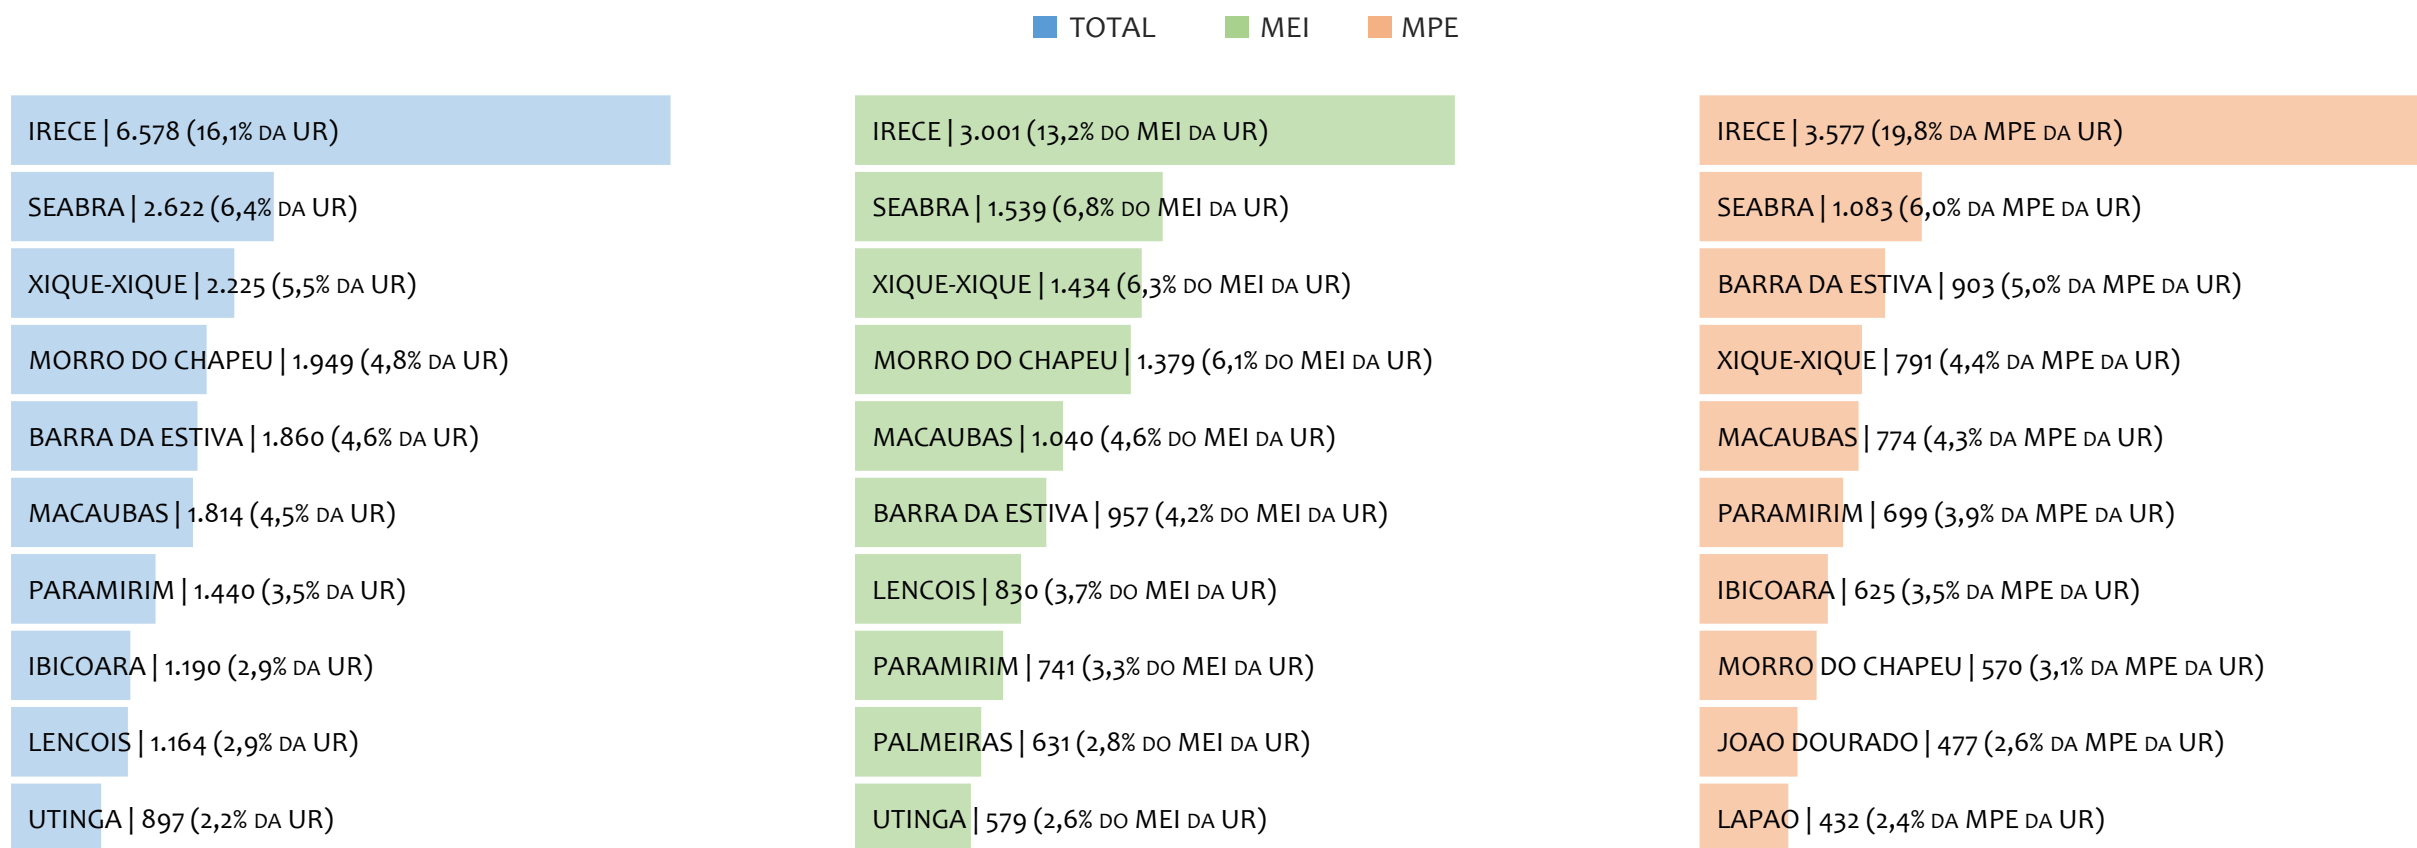 TOTAL MEI MPE
IRECE | 6.578 (16,1% DA UR)
SEABRA | 2.622 (6,4% DA UR)
XIQUE-XIQUE | 2.225 (5,5% DA UR)
MORRO DO CHAPEU | 1.949 (4,8% DA UR)
BARRA DA ESTIVA | 1.860 (4,6% DA UR)
MACAUBAS | 1.814 (4,5% DA UR)
PARAMIRIM | 1.440 (3,5% DA UR)
IBICOARA | 1.190 (2,9% DA UR)
LENCOIS | 1.164 (2,9% DA UR)
UTINGA | 897 (2,2% DA UR)
IRECE | 3.001 (13,2% DO MEI DA UR)
SEABRA | 1.539 (6,8% DO MEI DA UR)
XIQUE-XIQUE | 1.434 (6,3% DO MEI DA UR)
MORRO DO CHAPEU | 1.379 (6,1% DO MEI DA UR)
MACAUBAS | 1.040 (4,6% DO MEI DA UR)
BARRA DA ESTIVA | 957 (4,2% DO MEI DA UR)
LENCOIS | 830 (3,7% DO MEI DA UR)
PARAMIRIM | 741 (3,3% DO MEI DA UR)
PALMEIRAS | 631 (2,8% DO MEI DA UR)
UTINGA | 579 (2,6% DO MEI DA UR)
IRECE | 3.577 (19,8% DA MPE DA UR)
SEABRA | 1.083 (6,0% DA MPE DA UR)
BARRA DA ESTIVA | 903 (5,0% DA MPE DA UR)
XIQUE-XIQUE | 791 (4,4% DA MPE DA UR)
MACAUBAS | 774 (4,3% DA MPE DA UR)
PARAMIRIM | 699 (3,9% DA MPE DA UR)
IBICOARA | 625 (3,5% DA MPE DA UR)
MORRO DO CHAPEU | 570 (3,1% DA MPE DA UR)
JOAO DOURADO | 477 (2,6% DA MPE DA UR)
LAPAO | 432 (2,4% DA MPE DA UR)